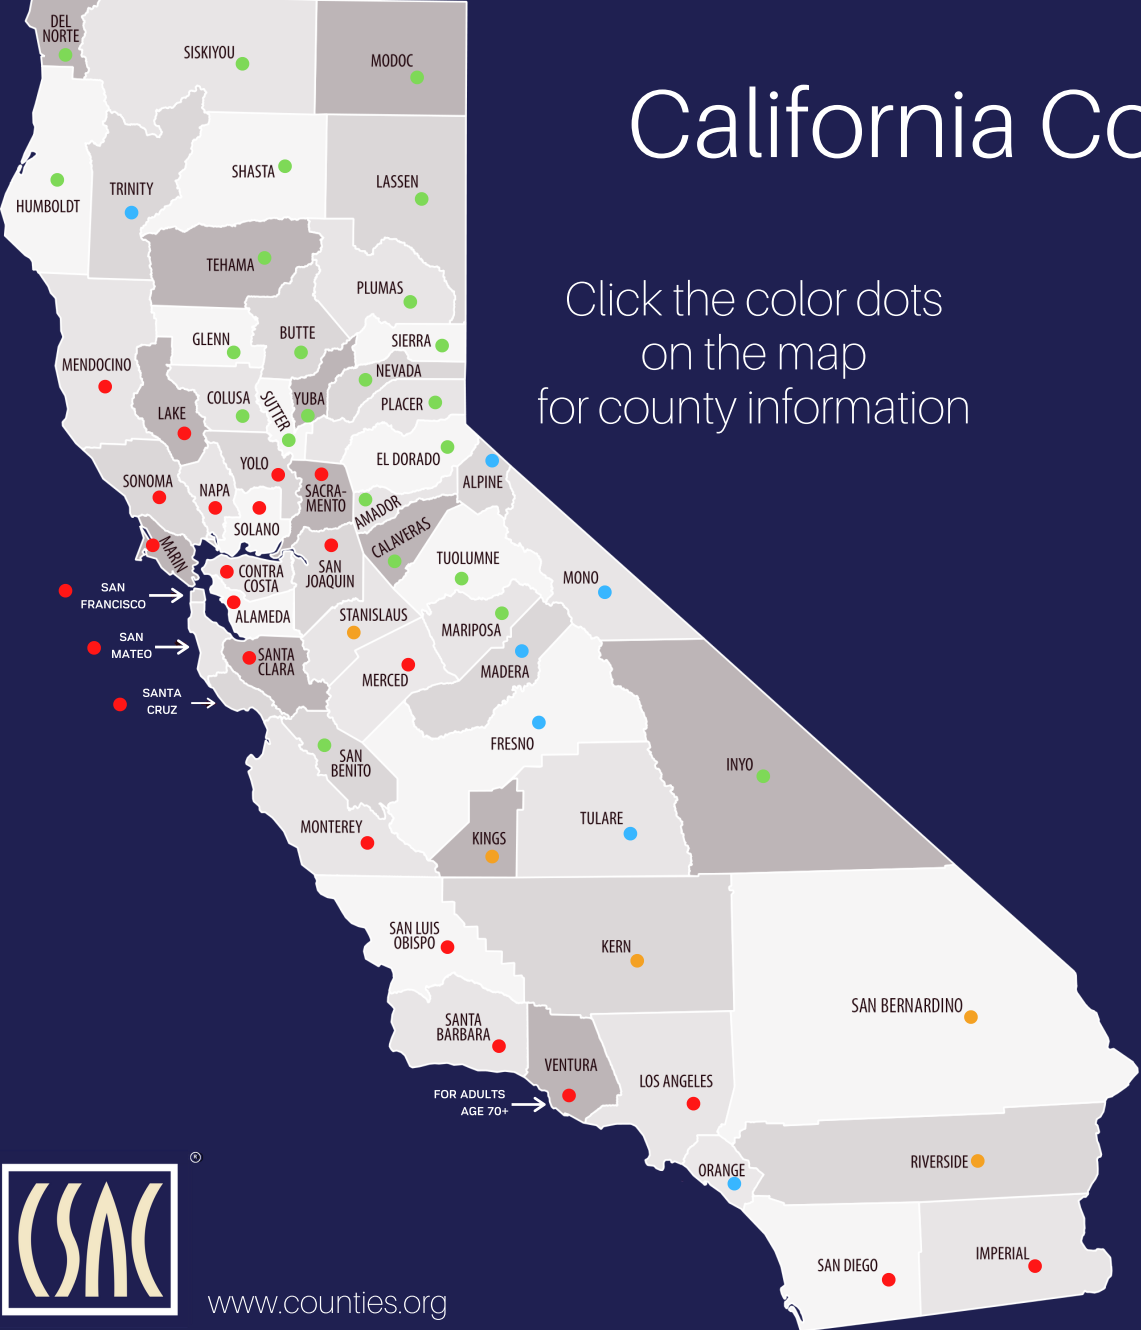 DEL
NORTE
SISKIYOU
MODOC
California Co
SHASTA
LASSEN
TRINITY
HUMBOLDT
TEHAMA
PLUMAS
Click the color dots
on the map
for county information
GLENN
BUTTE
SIERRA
MENDOCINO
NEVADA
COLUSA
SUTTER
YUBA
PLACER
LAKE
YOLO
EL DORADO
SONOMA
NAPA
SACRA-
MENTO
ALPINE
AMADOR
SOLANO
CALAVERAS
MARIN
TUOLUMNE
CONTRA
COSTA
SAN
JOAQUIN
MONO
SAN
FRANCISCO
ALAMEDA
STANISLAUS
MARIPOSA
SAN
MATEO
SANTA
CLARA
MERCED
MADERA
SANTA
CRUZ
FRESNO
SAN
BENITO
INYO
MONTEREY
KINGS
TULARE
SAN LUIS
OBISPO
KERN
SAN BERNARDINO
SANTA
BARBARA
VENTURA
LOS ANGELES
FOR ADULTS
AGE 70+
ORANGE
RIVERSIDE
®
CSAC
SAN DIEGO
IMPERIAL
www.counties.org